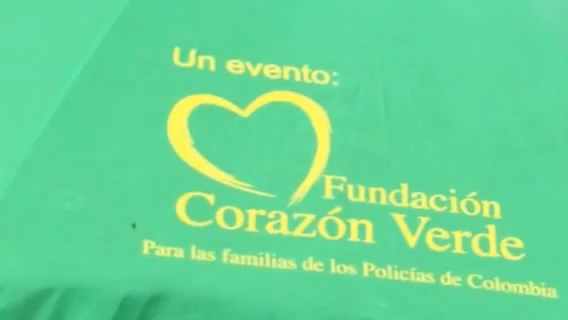 Un evento:
Fundación
Corazón Verde
Para las familias de los Policías de Colombia